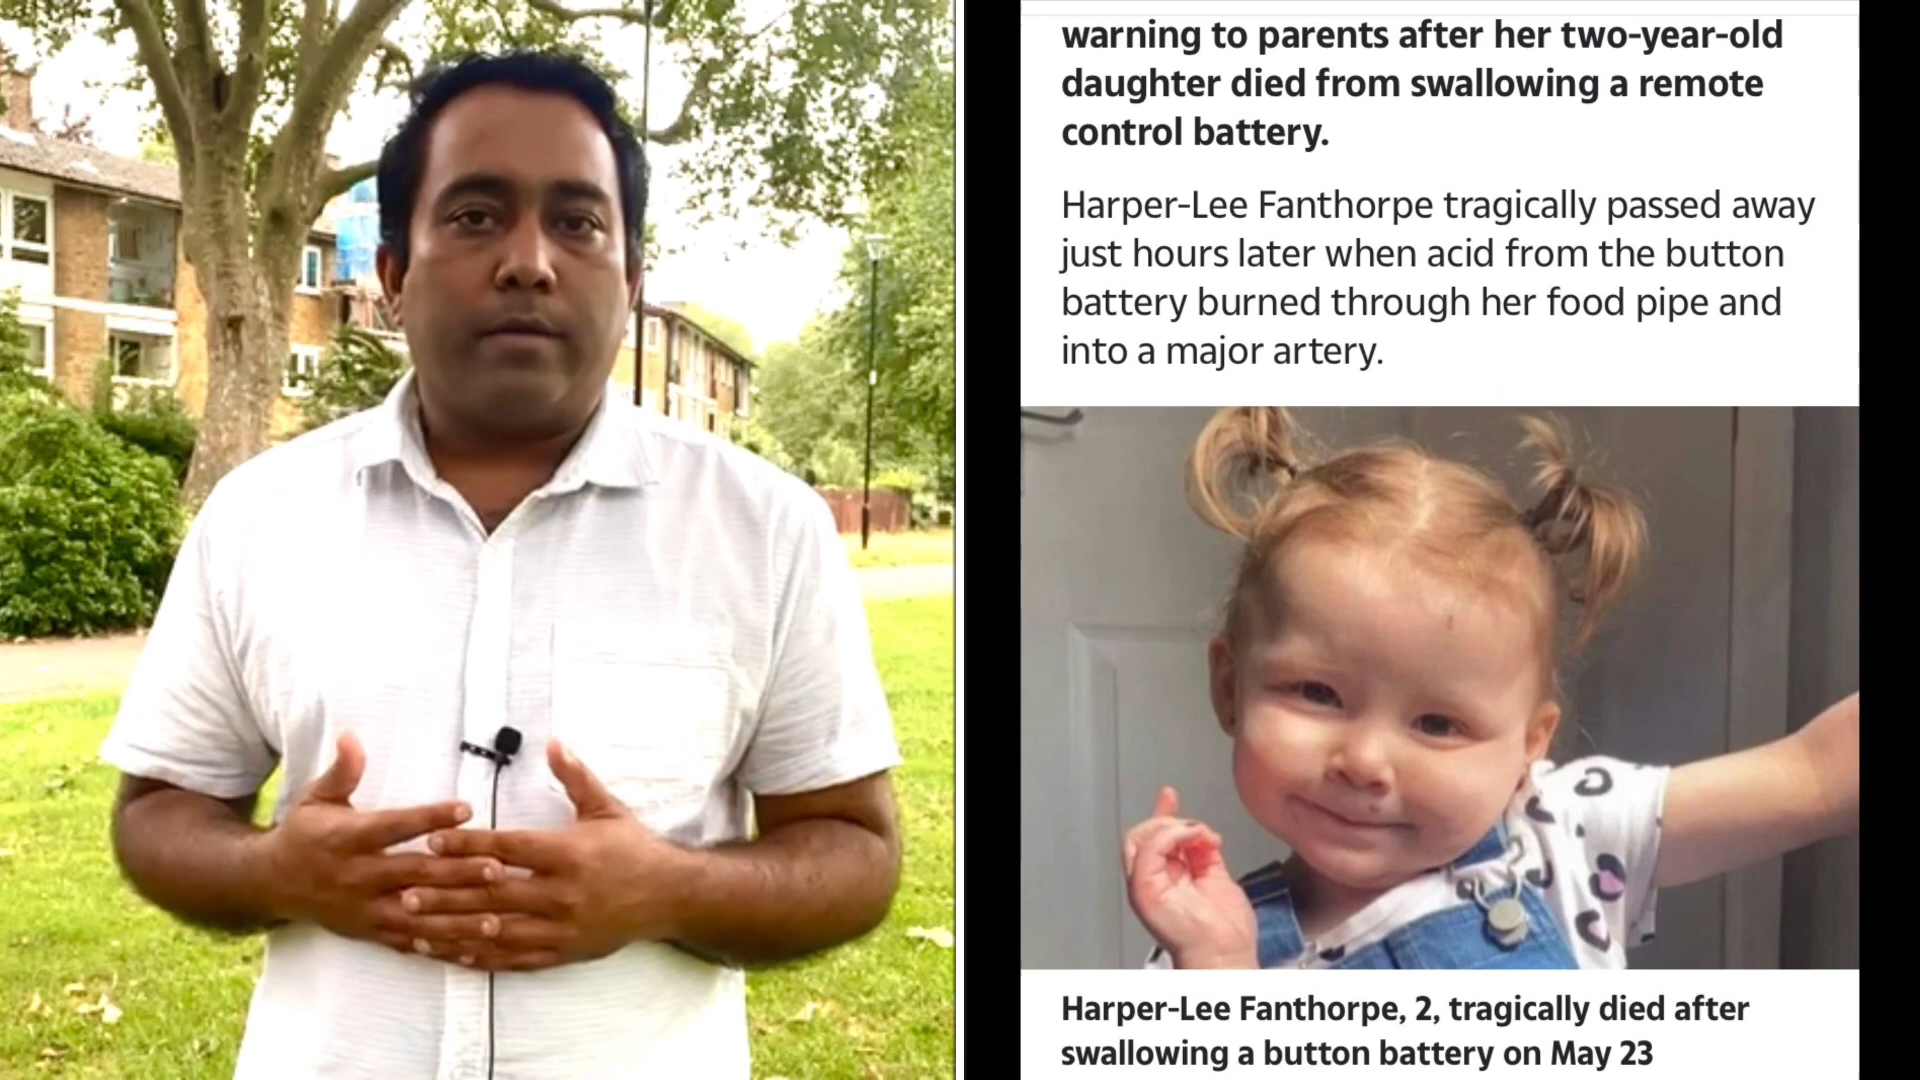 warning to parents after her two-year-old
daughter died from swallowing a remote
control battery.
Harper-Lee Fanthorpe tragically passed away
just hours later when acid from the button
battery burned through her food pipe and
into a major artery.
Harper-Lee Fanthorpe, 2, tragically died after
swallowing a button battery on May 23